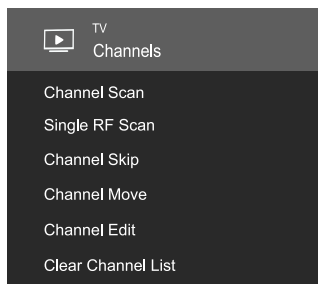 TV
Channels
Channel Scan
Single RF Scan
Channel Skip
Channel Move
Channel Edit
Clear Channel List